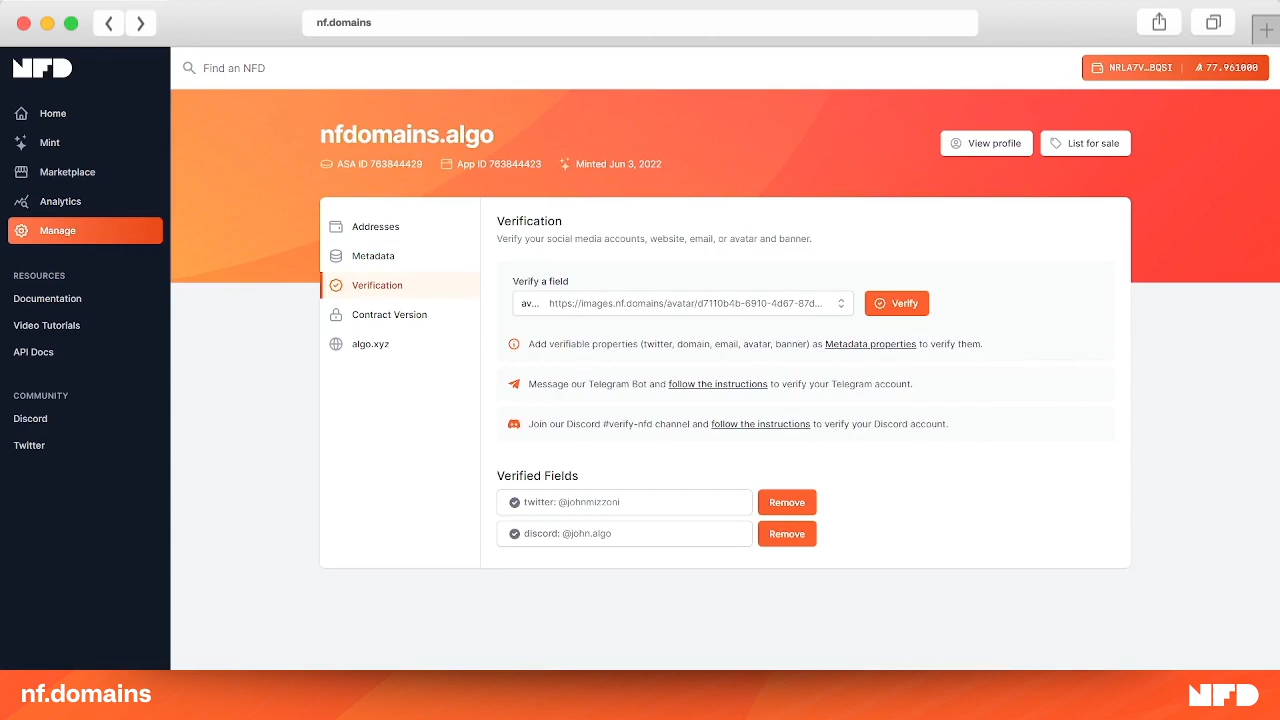 nf.domains
NFD
Find an NFD
NRLA7V…BQSI | 77.961000
Home
Mint
Marketplace
Analytics
Manage
RESOURCES
Documentation
Video Tutorials
API Docs
COMMUNITY
Discord
Twitter
nfdomains.algo
ASA ID 763844429 App ID 763844423 Minted Jun 3, 2022
View profile
List for sale
Addresses
Metadata
Verification
Contract Version
algo.xyz
Verification
Verify your social media accounts, website, email, or avatar and banner.
Verify a field
av... https://images.nf.domains/avatar/d7110b4b-6910-4d67-87d... Verify
Add verifiable properties (twitter, domain, email, avatar, banner) as Metadata properties to verify them.
Message our Telegram Bot and follow the instructions to verify your Telegram account.
Join our Discord #verify-nfd channel and follow the instructions to verify your Discord account.
Verified Fields
twitter: @johnmizzoni Remove
discord: @john.algo Remove
nf.domains
NFD